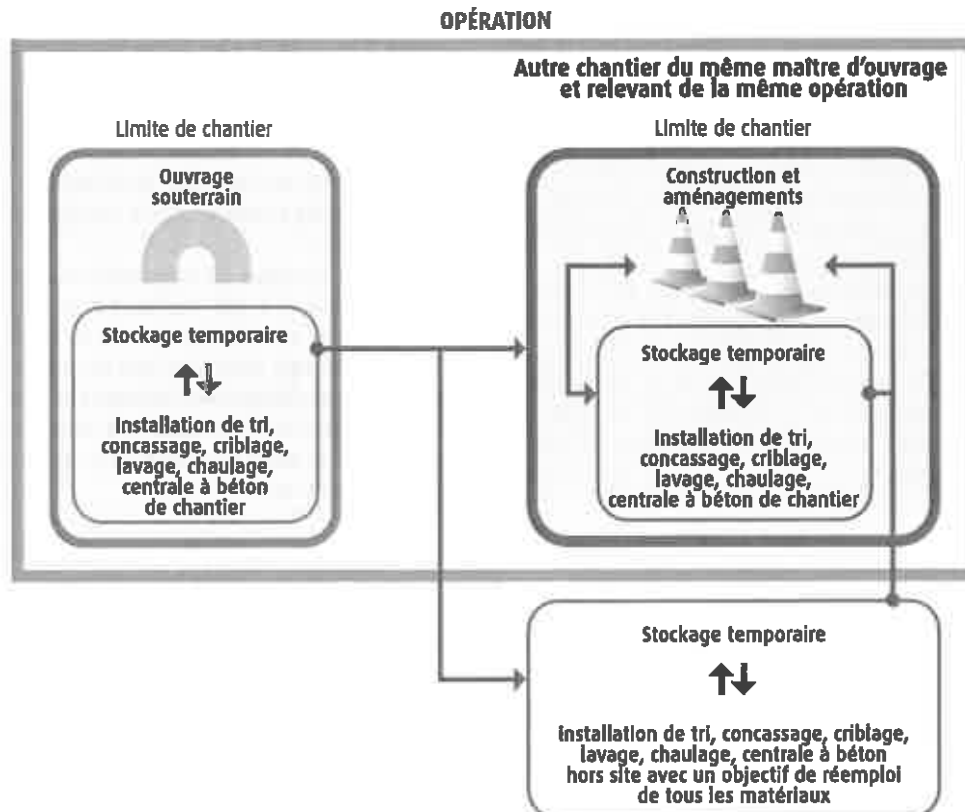 OPÉRATION
Autre chantier du même maître d'ouvrage
et relevant de la même opération
Limite de chantier
Ouvrage
souterrain
Stockage temporaire
Installation de tri,
concassage, criblage,
lavage, chaulage,
centrale à béton
de chantier
Limite de chantier
Construction et
aménagements
Stockage temporaire
Installation de tri,
concassage, criblage,
lavage, chaulage,
centrale à béton de chantier
Stockage temporaire
Installation de tri, concassage, criblage,
lavage, chaulage, centrale à béton
hors site avec un objectif de réemploi
de tous les matériaux